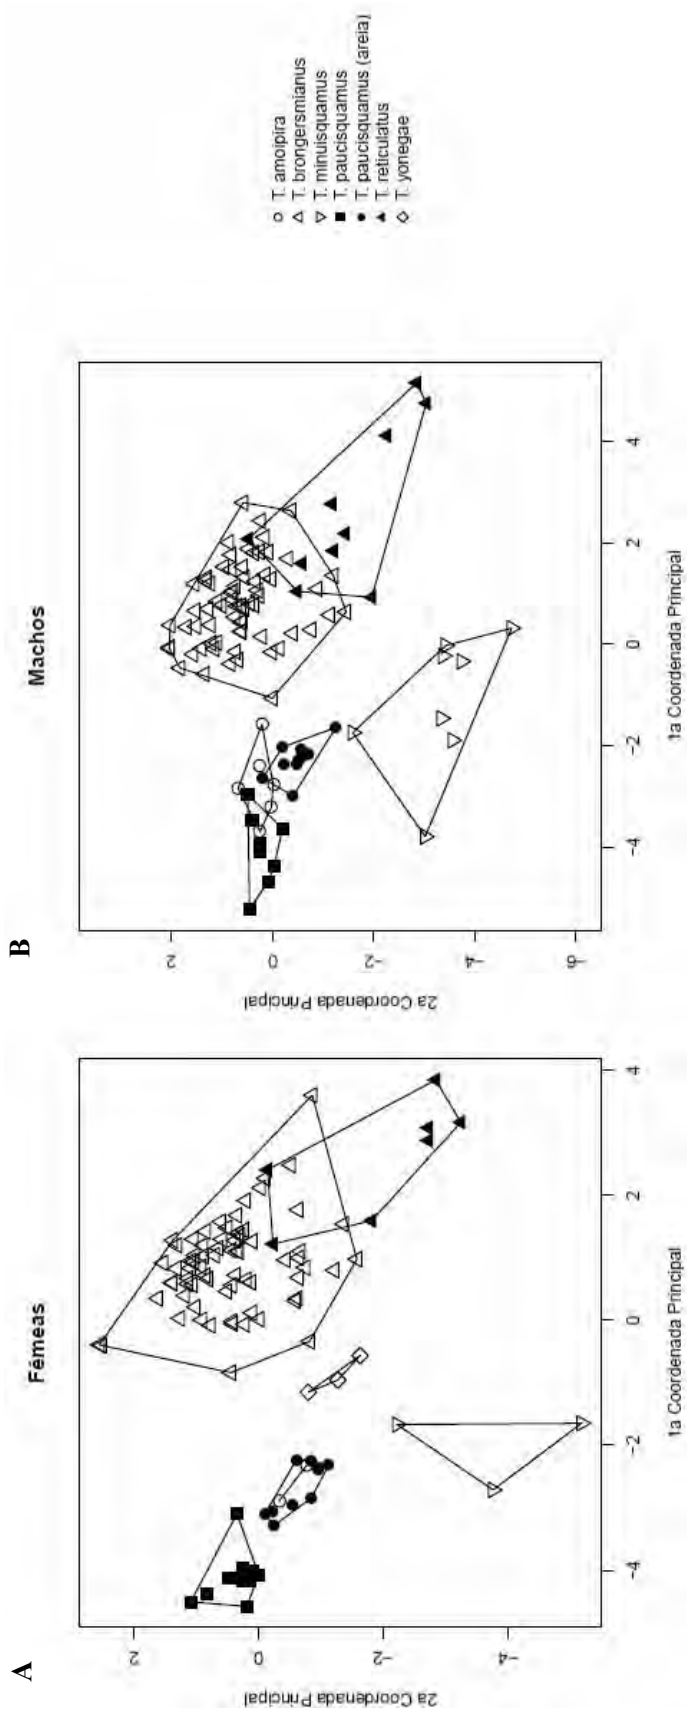 A
Fêmeas
2a Coordenada Principal
2
0
-2
-4
-4
-2
0
2
4
1a Coordenada Principal
B
Machos
2a Coordenada Principal
2
0
-2
-4
-6
-4
-2
0
2
4
1a Coordenada Principal
T. amoipira
T. brongersmianus
T. minuisquamus
T. paucisquamus
T. paucisquamus (areia)
T. reticulatus
T. yonegae